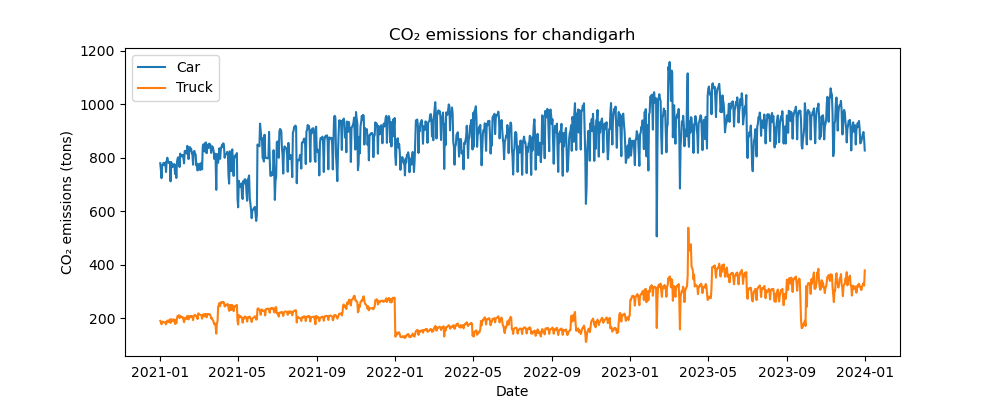 CO₂ emissions for chandigarh
Car
Truck
CO₂ emissions (tons)
1200
1000
800
600
400
200
2021-01 2021-05 2021-09 2022-01 2022-05 2022-09 2023-01 2023-05 2023-09 2024-01
Date